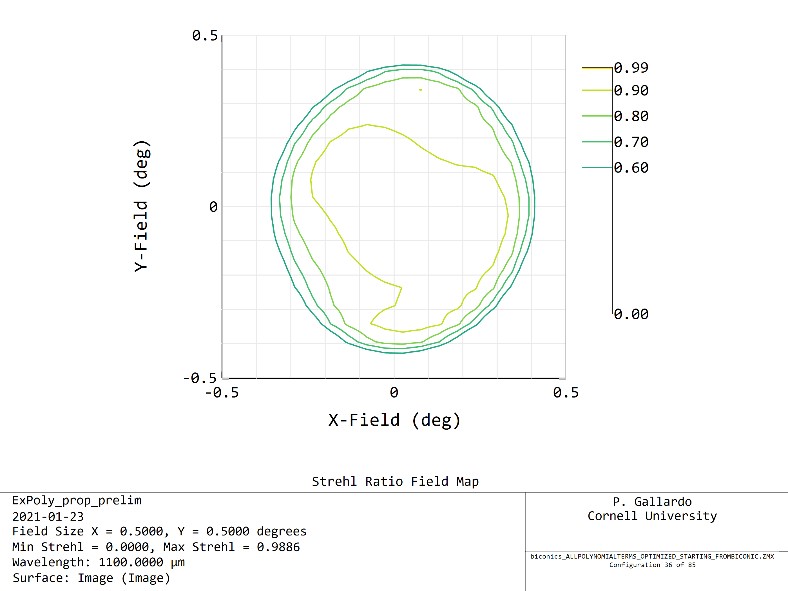 0.5
0
-0.5
Y-Field (deg)
-0.5
0
0.5
X-Field (deg)
0.99
0.90
0.80
0.70
0.60
0.00
Strehl Ratio Field Map
ExPoly_prop_prelim
2021-01-23
Field Size X = 0.5000, Y = 0.5000 degrees
Min Strehl = 0.0000, Max Strehl = 0.9886
Wavelength: 1100.0000 µm
Surface: Image (Image)
P. Gallardo
Cornell University
biconics_ALLPOLYNOMIALTERMS_OPTIMIZED_STARTING_FROMBICONIC.ZMX
Configuration 36 of 85